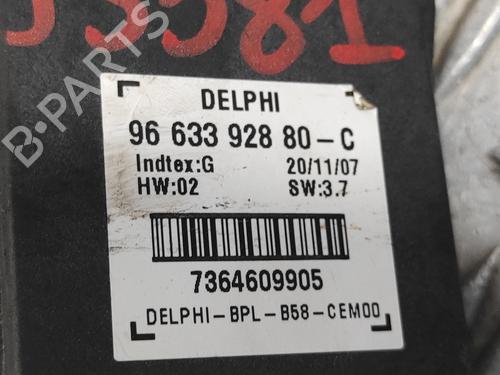 J5581
B-PARTS
DELPHI
96 633 928 80-C
Indtex:G 20/11/07
HW:02 SW:3.7
7364609905
DELPHI-BPL-B58-CEM00